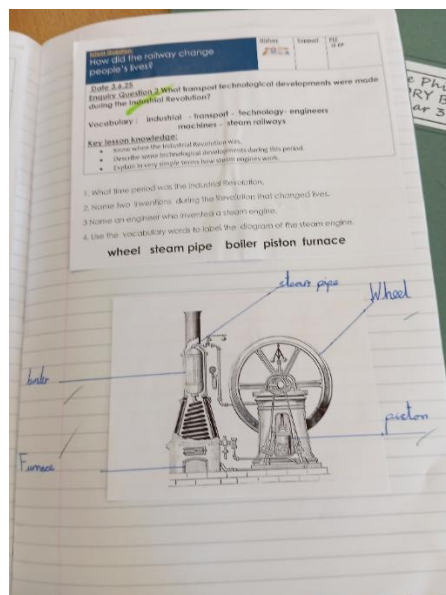 How did the railway change
people's lives?
History
Date 3.6.25
Enquiry Question 2 What transport technological developments were made
during the Industrial Revolution?
Vocabulary : industrial - transport - technology- engineers
machines - steam railways
Key lesson knowledge:
Know when the Industrial Revolution was.
Describe some technological developments during this period.
Explain in very simple terms how steam engines work.
1. What time period was the Industrial Revolution.
2. Name two inventions during the Revolution that changed lives.
3 Name an engineer who invented a steam engine.
4. Use the vocabulary words to label the diagram of the steam engine.
wheel steam pipe boiler piston furnace
steam pipe
Wheel
boiler
piston
Furnace